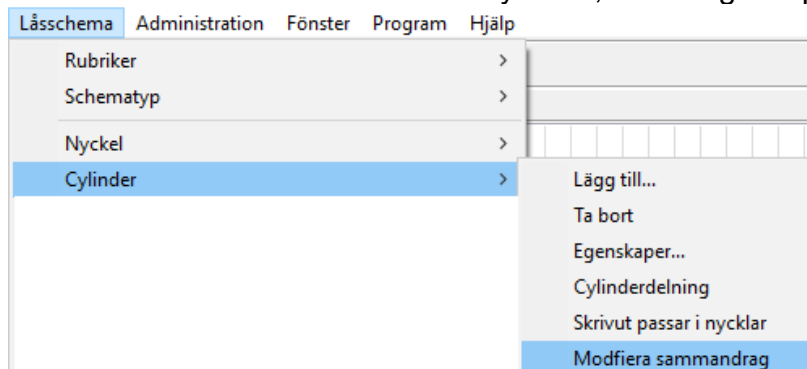 Låsschema Administration Fönster Program Hjälp
Rubriker
Schematyp
Nyckel
Cylinder
Lägg till...
Ta bort
Egenskaper...
Cylinderdelning
Skrivut passar i nycklar
Modfiera sammandrag